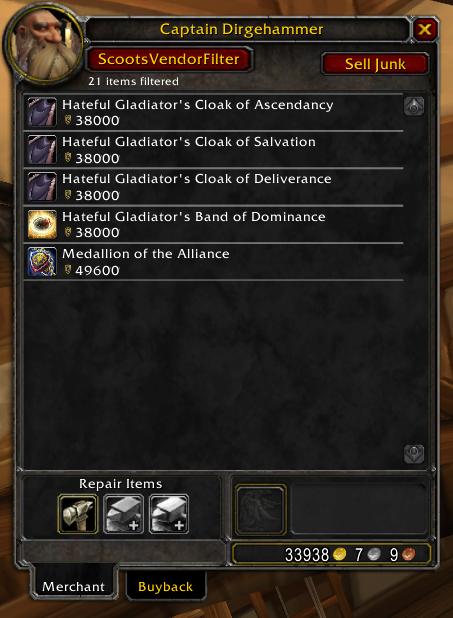 Captain Dirgehammer
ScootsVendorFilter
Sell Junk
21 items filtered
Hateful Gladiator's Cloak of Ascendancy
38000
Hateful Gladiator's Cloak of Salvation
38000
Hateful Gladiator's Cloak of Deliverance
38000
Hateful Gladiator's Band of Dominance
38000
Medallion of the Alliance
49600
Repair Items
33938 7 9
Merchant
Buyback